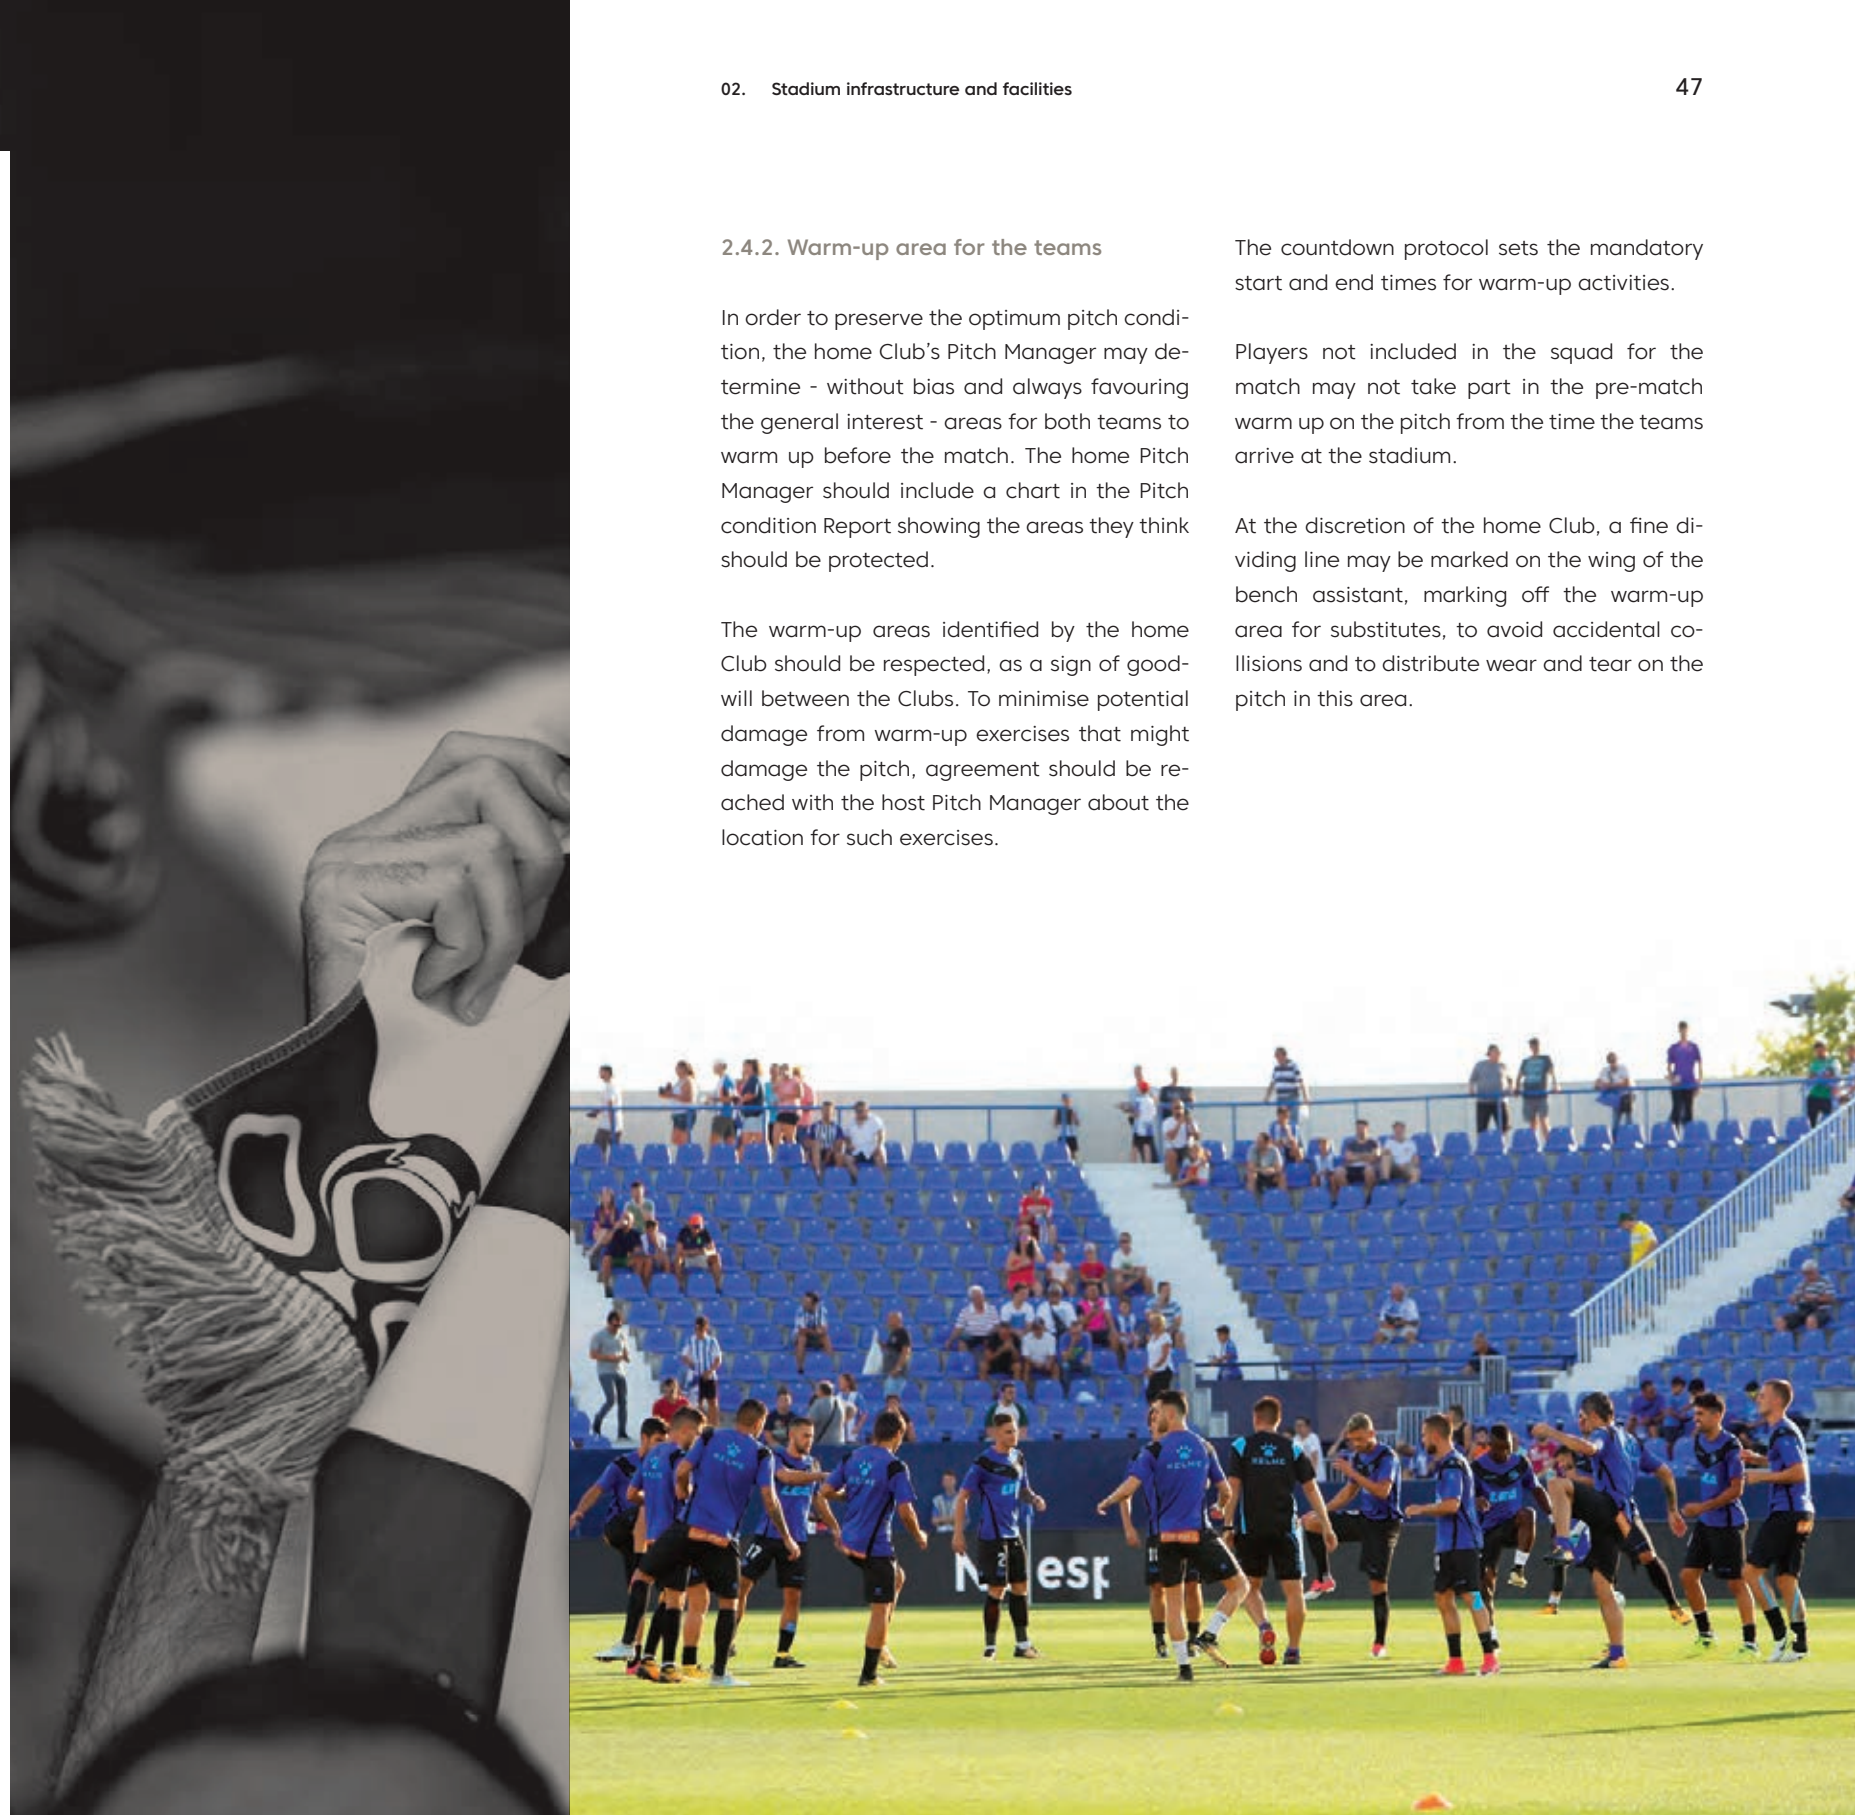 02. Stadium infrastructure and facilities
47
2.4.2. Warm-up area for the teams
In order to preserve the optimum pitch condi-
tion, the home Club's Pitch Manager may de-
termine - without bias and always favouring
the general interest - areas for both teams to
warm up before the match. The home Pitch
Manager should include a chart in the Pitch
condition Report showing the areas they think
should be protected.
The warm-up areas identified by the home
Club should be respected, as a sign of good-
will between the Clubs. To minimise potential
damage from warm-up exercises that might
damage the pitch, agreement should be re-
ached with the host Pitch Manager about the
location for such exercises.
The countdown protocol sets the mandatory
start and end times for warm-up activities.
Players not included in the squad for the
match may not take part in the pre-match
warm up on the pitch from the time the teams
arrive at the stadium.
At the discretion of the home Club, a fine di-
viding line may be marked on the wing of the
bench assistant, marking off the warm-up
area for substitutes, to avoid accidental co-
llisions and to distribute wear and tear on the
pitch in this area.
KELME
KELME
KELME
17